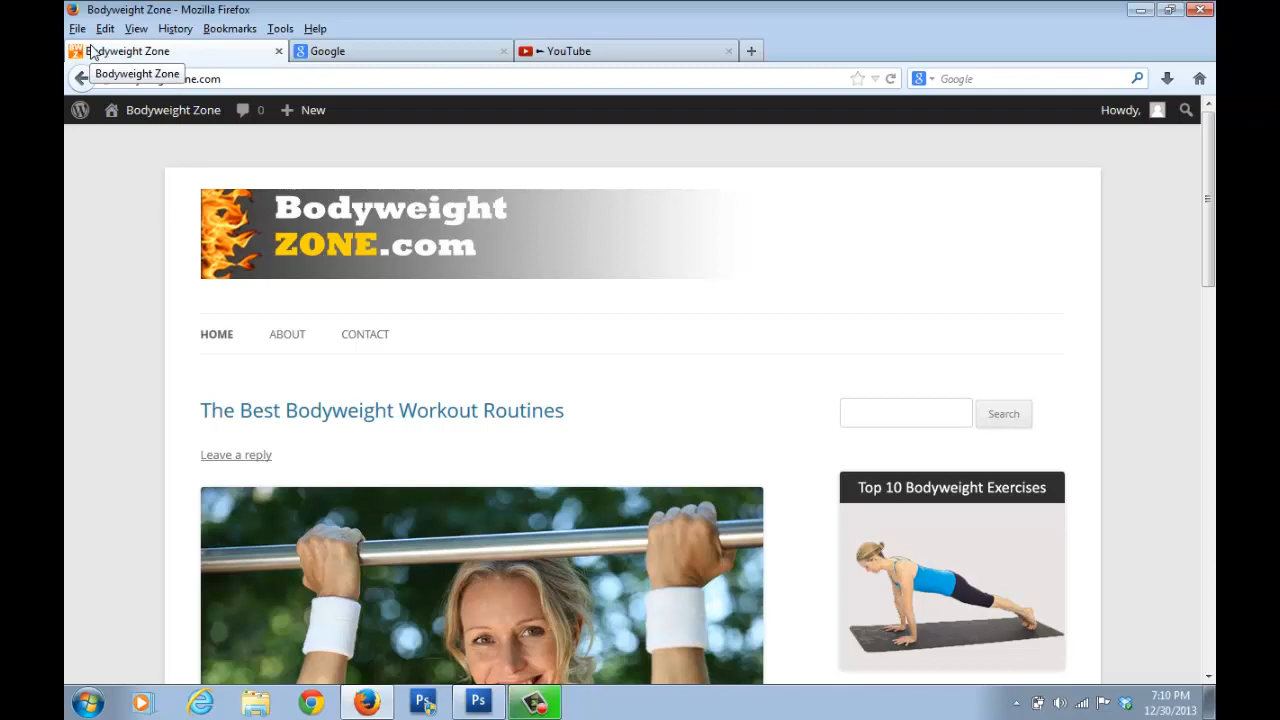 Bodyweight Zone - Mozilla Firefox
File Edit View History Bookmarks Tools Help
Bodyweight Zone
Google
► YouTube
Bodyweight Zone
ne.com
Google
Bodyweight Zone
0
New
Howdy,
Bodyweight
ZONE.com
HOME ABOUT CONTACT
The Best Bodyweight Workout Routines
Search
Leave a reply
Top 10 Bodyweight Exercises
Ps
Ps
7:10 PM
12/30/2013